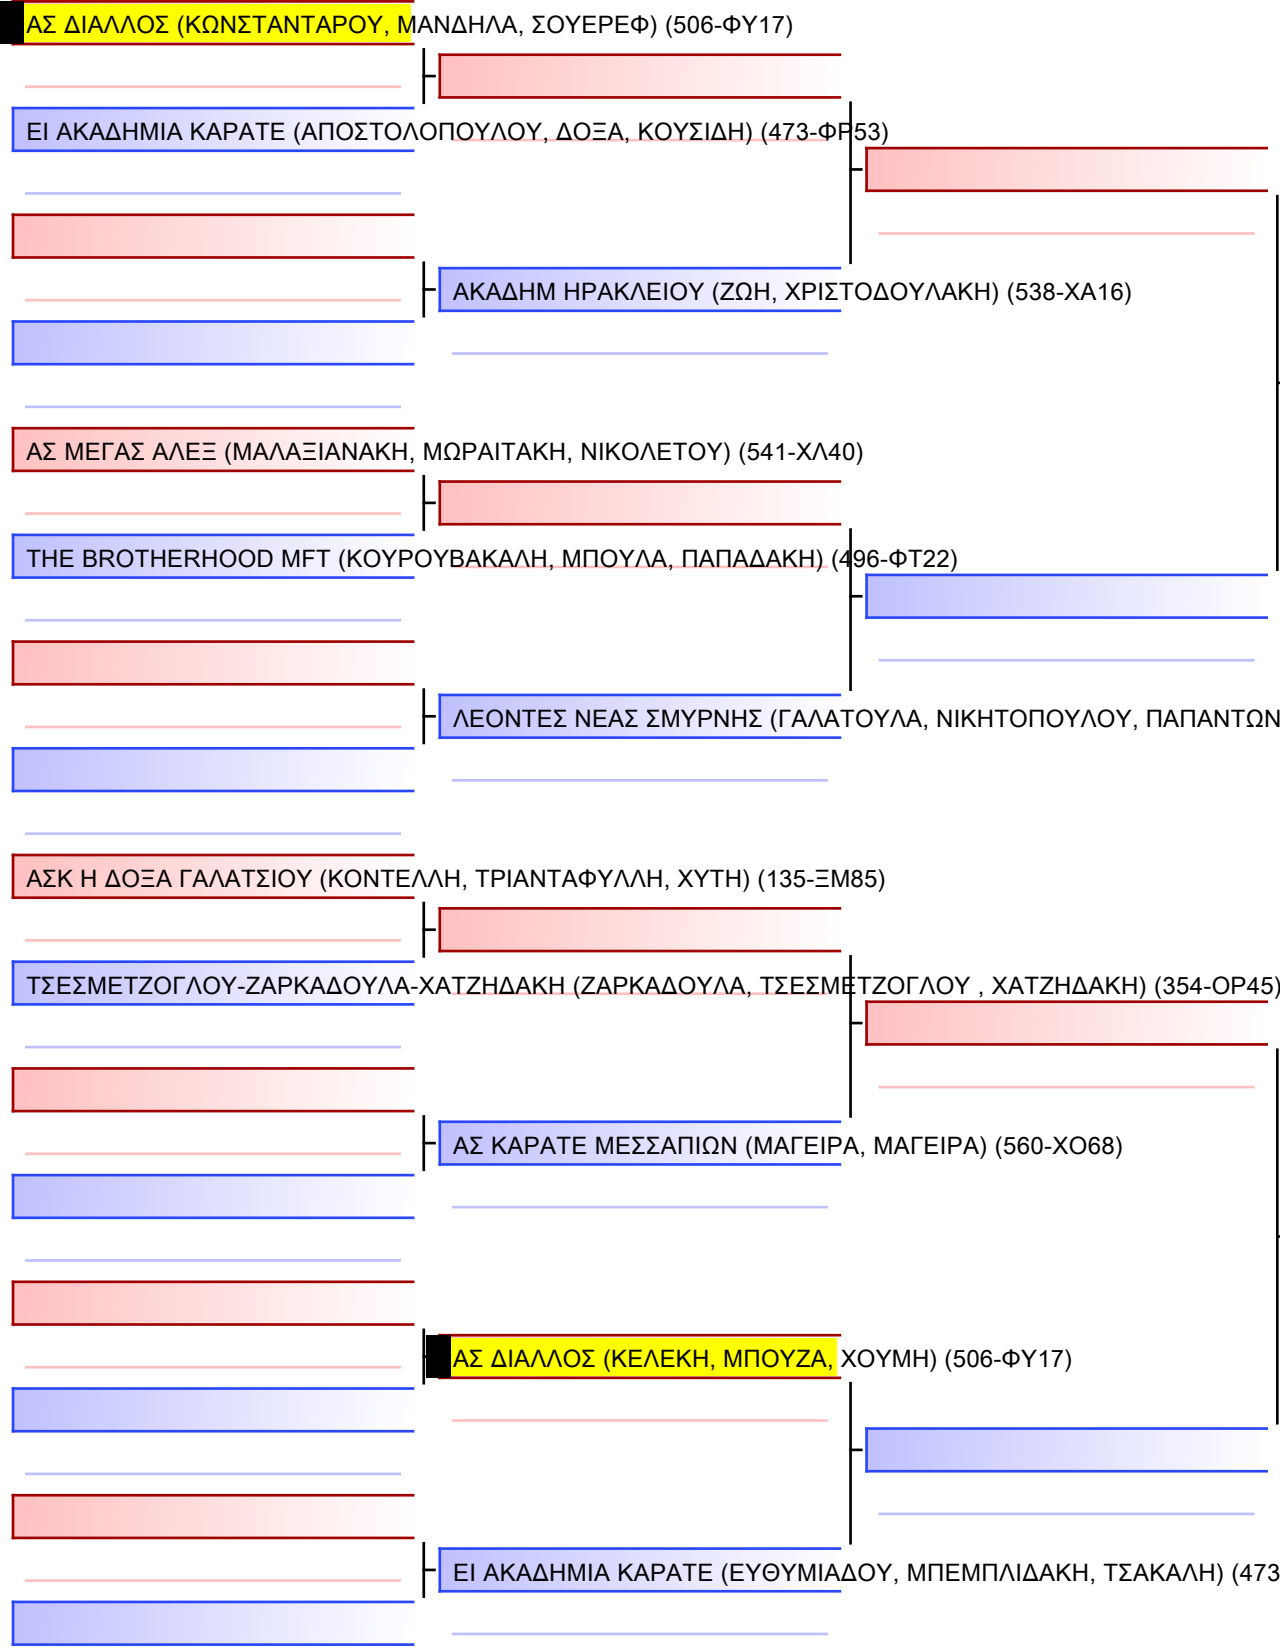 ΑΣ ΔΙΑΛΛΟΣ (ΚΩΝΣΤΑΝΤΑΡΟΥ, ΜΑΝΔΗΛΑ, ΣΟΥΕΡΕΦ) (506-ΦΥ17)
ΕΙ ΑΚΑΔΗΜΙΑ ΚΑΡΑΤΕ (ΑΠΟΣΤΟΛΟΠΟΥΛΟΥ, ΔΟΞΑ, ΚΟΥΣΙΔΗ) (473-ΦΡ53)
ΑΚΑΔΗΜ ΗΡΑΚΛΕΙΟΥ (ΖΩΗ, ΧΡΙΣΤΟΔΟΥΛΑΚΗ) (538-ΧΑ16)
ΑΣ ΜΕΓΑΣ ΑΛΕΞ (ΜΑΛΑΞΙΑΝΑΚΗ, ΜΩΡΑΙΤΑΚΗ, ΝΙΚΟΛΕΤΟΥ) (541-ΧΛ40)
THE BROTHERHOOD MFT (ΚΟΥΡΟΥΒΑΚΑΛΗ, ΜΠΟΥΛΑ, ΠΑΠΑΔΑΚΗ) (496-ΦΤ22)
ΛΕΟΝΤΕΣ ΝΕΑΣ ΣΜΥΡΝΗΣ (ΓΑΛΑΤΟΥΛΑ, ΝΙΚΗΤΟΠΟΥΛΟΥ, ΠΑΠΑΝΤΩΝ
ΑΣΚ Η ΔΟΞΑ ΓΑΛΑΤΣΙΟΥ (ΚΟΝΤΕΛΛΗ, ΤΡΙΑΝΤΑΦΥΛΛΗ, ΧΥΤΗ) (135-ΞΜ85)
ΤΣΕΣΜΕΤΖΟΓΛΟΥ-ΖΑΡΚΑΔΟΥΛΑ-ΧΑΤΖΗΔΑΚΗ (ΖΑΡΚΑΔΟΥΛΑ, ΤΣΕΣΜΕΤΖΟΓΛΟΥ , ΧΑΤΖΗΔΑΚΗ) (354-ΟΡ45)
ΑΣ ΚΑΡΑΤΕ ΜΕΣΣΑΠΙΩΝ (ΜΑΓΕΙΡΑ, ΜΑΓΕΙΡΑ) (560-ΧΟ68)
ΑΣ ΔΙΑΛΛΟΣ (ΚΕΛΕΚΗ, ΜΠΟΥΖΑ, ΧΟΥΜΗ) (506-ΦΥ17)
ΕΙ ΑΚΑΔΗΜΙΑ ΚΑΡΑΤΕ (ΕΥΘΥΜΙΑΔΟΥ, ΜΠΕΜΠΛΙΔΑΚΗ, ΤΣΑΚΑΛΗ) (473